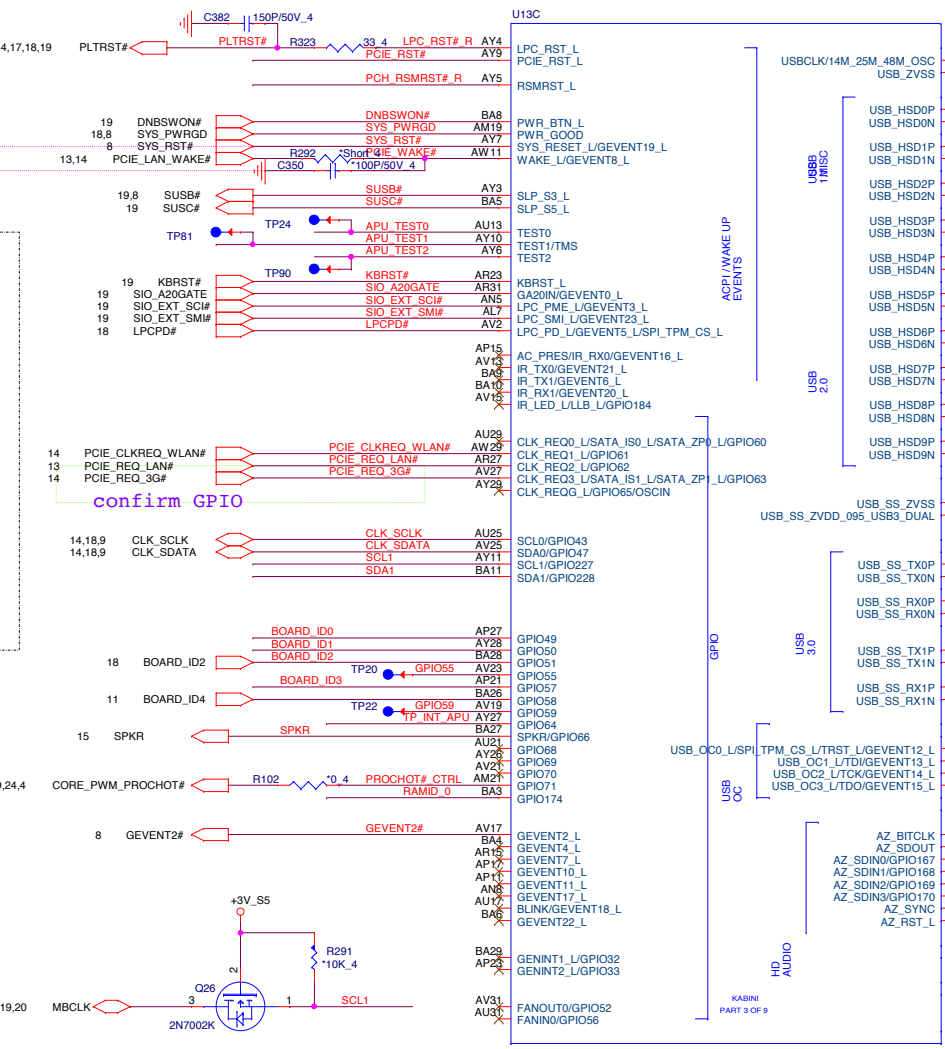 U13C
C382 150P/50V_4
4,17,18,19 PLTRST# PLTRST# R323 33_4 LPC_RST#_R AY4 LPC_RST_L
PCIE_RST# AY9 PCIE_RST_L USBCLK/14M_25M_48M_OSC
USB_ZVSS
PCH_RSMRST#_R AY5 RSMRST_L
USB_HSD0P
19 DNBSWON# DNBSWON# BA8 PWR_BTN_L USB_HSD0N
18,8 SYS_PWRGD SYS_PWRGD AM19 PWR_GOOD
8 SYS_RST# SYS_RST# AY7 SYS_RESET_L/GEVENT19_L USB_HSD1P
13,14 PCIE_LAN_WAKE# R292 *Short_4 PCIE_WAKE# AW11 WAKE_L/GEVENT8_L USB_HSD1N
C350 *100P/50V_4
USB MISC
USB 1.1
USB_HSD2P
19,8 SUSB# SUSB# AY3 SLP_S3_L USB_HSD2N
19 SUSC# SUSC# BA5 SLP_S5_L
TP24 USB_HSD3P
TP81 APU_TEST0 AU13 TEST0 USB_HSD3N
APU_TEST1 AY10 TEST1/TMS
APU_TEST2 AY6 TEST2 USB_HSD4P
TP90 USB_HSD4N
ACPI / WAKE UP
EVENTS
19 KBRST# KBRST# AR23 KBRST_L
19 SIO_A20GATE SIO_A20GATE AR31 GA20IN/GEVENT0_L USB_HSD5P
19 SIO_EXT_SCI# SIO_EXT_SCI# AN5 LPC_PME_L/GEVENT3_L USB_HSD5N
19 SIO_EXT_SMI# SIO_EXT_SMI# AL7 LPC_SMI_L/GEVENT23_L
18 LPCPD# LPCPD# AV2 LPC_PD_L/GEVENT5_L/SPI_TPM_CS_L USB_HSD6P
USB_HSD6N
AP15 AC_PRES/IR_RX0/GEVENT16_L
AV13 IR_TX0/GEVENT21_L USB_HSD7P
BA9 IR_TX1/GEVENT6_L USB_HSD7N
BA10 IR_RX1/GEVENT20_L
AV15 IR_LED_L/LLB_L/GPIO184 USB_HSD8P
USB_HSD8N
USB
2.0
AU29 CLK_REQ0_L/SATA_IS0_L/SATA_ZP0_L/GPIO60 USB_HSD9P
14 PCIE_CLKREQ_WLAN# PCIE_CLKREQ_WLAN# AW29 CLK_REQ1_L/GPIO61 USB_HSD9N
13 PCIE_REQ_LAN# PCIE_REQ_LAN# AR27 CLK_REQ2_L/GPIO62
14 PCIE_REQ_3G# PCIE_REQ_3G# AV27 CLK_REQ3_L/SATA_IS1_L/SATA_ZP1_L/GPIO63
AY29 CLK_REQG_L/GPIO65/OSCIN
confirm GPIO
USB_SS_ZVSS
USB_SS_ZVDD_095_USB3_DUAL
14,18,9 CLK_SCLK CLK_SCLK AU25 SCL0/GPIO43
14,18,9 CLK_SDATA CLK_SDATA AV25 SDA0/GPIO47
SCL1 AY11 SCL1/GPIO227 USB_SS_TX0P
SDA1 BA11 SDA1/GPIO228 USB_SS_TX0N
USB_SS_RX0P
USB_SS_RX0N
BOARD_ID0 AP27 GPIO49
BOARD_ID1 AY28 GPIO50 USB_SS_TX1P
18 BOARD_ID2 BOARD_ID2 BA28 GPIO51 USB_SS_TX1N
TP20 GPIO55 AV23 GPIO55
BOARD_ID3 AP21 GPIO57 USB_SS_RX1P
11 BOARD_ID4 BA26 GPIO58 USB_SS_RX1N
TP22 GPIO59 AV19 GPIO59
TP_INT_APU AY27 GPIO64
GPIO
USB
3.0
15 SPKR SPKR BA27 SPKR/GPIO66
AU21 GPIO68 USB_OC0_L/SPI_TPM_CS_L/TRST_L/GEVENT12_L
AY26 GPIO69 USB_OC1_L/TDI/GEVENT13_L
AV21 GPIO70 USB_OC2_L/TCK/GEVENT14_L
9,24,4 CORE_PWM_PROCHOT# R102 *0_4 PROCHOT#_CTRL AM21 GPIO71 USB_OC3_L/TDO/GEVENT15_L
RAMID_0 BA3 GPIO174
USB
OC
8 GEVENT2# GEVENT2# AV17 GEVENT2_L AZ_BITCLK
BA4 GEVENT4_L AZ_SDOUT
AR15 GEVENT7_L AZ_SDIN0/GPIO167
AP17 GEVENT10_L AZ_SDIN1/GPIO168
AP11 GEVENT11_L AZ_SDIN2/GPIO169
AN8 GEVENT17_L AZ_SDIN3/GPIO170
AU17 BLINK/GEVENT18_L AZ_SYNC
BA6 GEVENT22_L AZ_RST_L
+3V_S5
HD
AUDIO
BA29 GENINT1_L/GPIO32
AP23 GENINT2_L/GPIO33
R291
*10K_4
2
Q26
19,20 MBCLK 3 1 SCL1
2N7002K
AV31 FANOUT0/GPIO52
AU31 FANIN0/GPIO56
KABINI
PART 3 OF 9